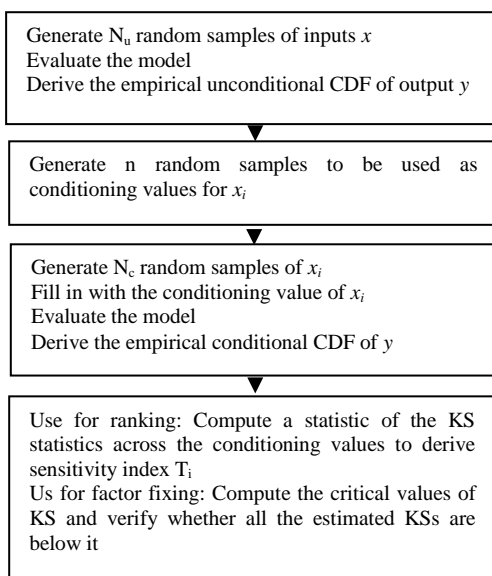 Generate Nu random samples of inputs x
Evaluate the model
Derive the empirical unconditional CDF of output y
Generate n random samples to be used as
conditioning values for xi
Generate Nc random samples of xi
Fill in with the conditioning value of xi
Evaluate the model
Derive the empirical conditional CDF of y
Use for ranking: Compute a statistic of the KS
statistics across the conditioning values to derive
sensitivity index Ti
Us for factor fixing: Compute the critical values of
KS and verify whether all the estimated KSs are
below it